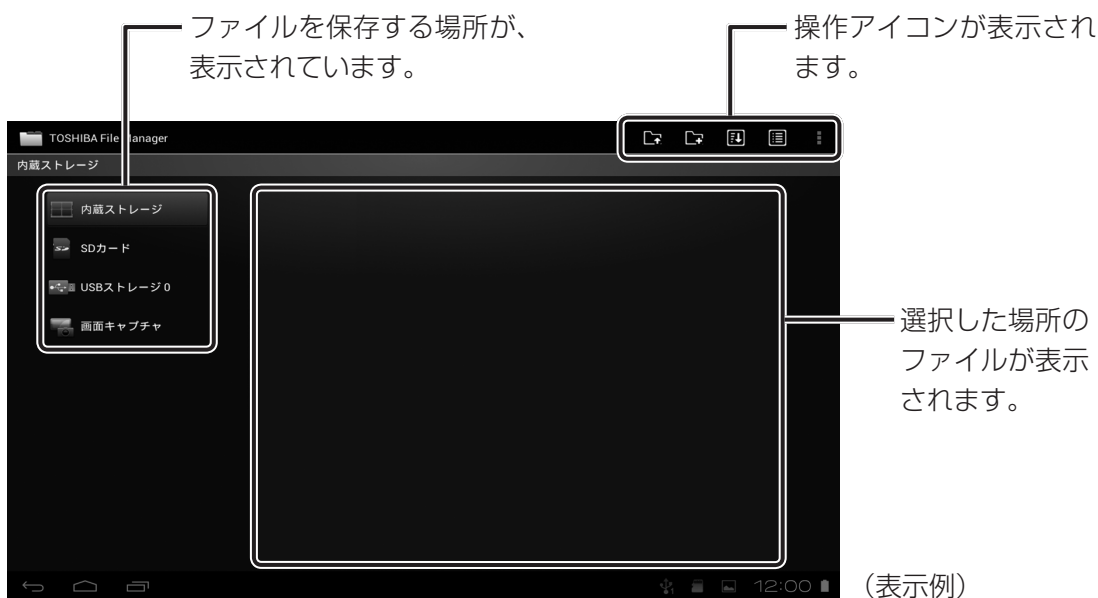 ファイルを保存する場所が、
表示されています。
操作アイコンが表示され
ます。
TOSHIBA File Manager
内蔵ストレージ
内蔵ストレージ
SDカード
USBストレージ 0
画面キャプチャ
選択した場所の
ファイルが表示
されます。
12:00
（表示例）